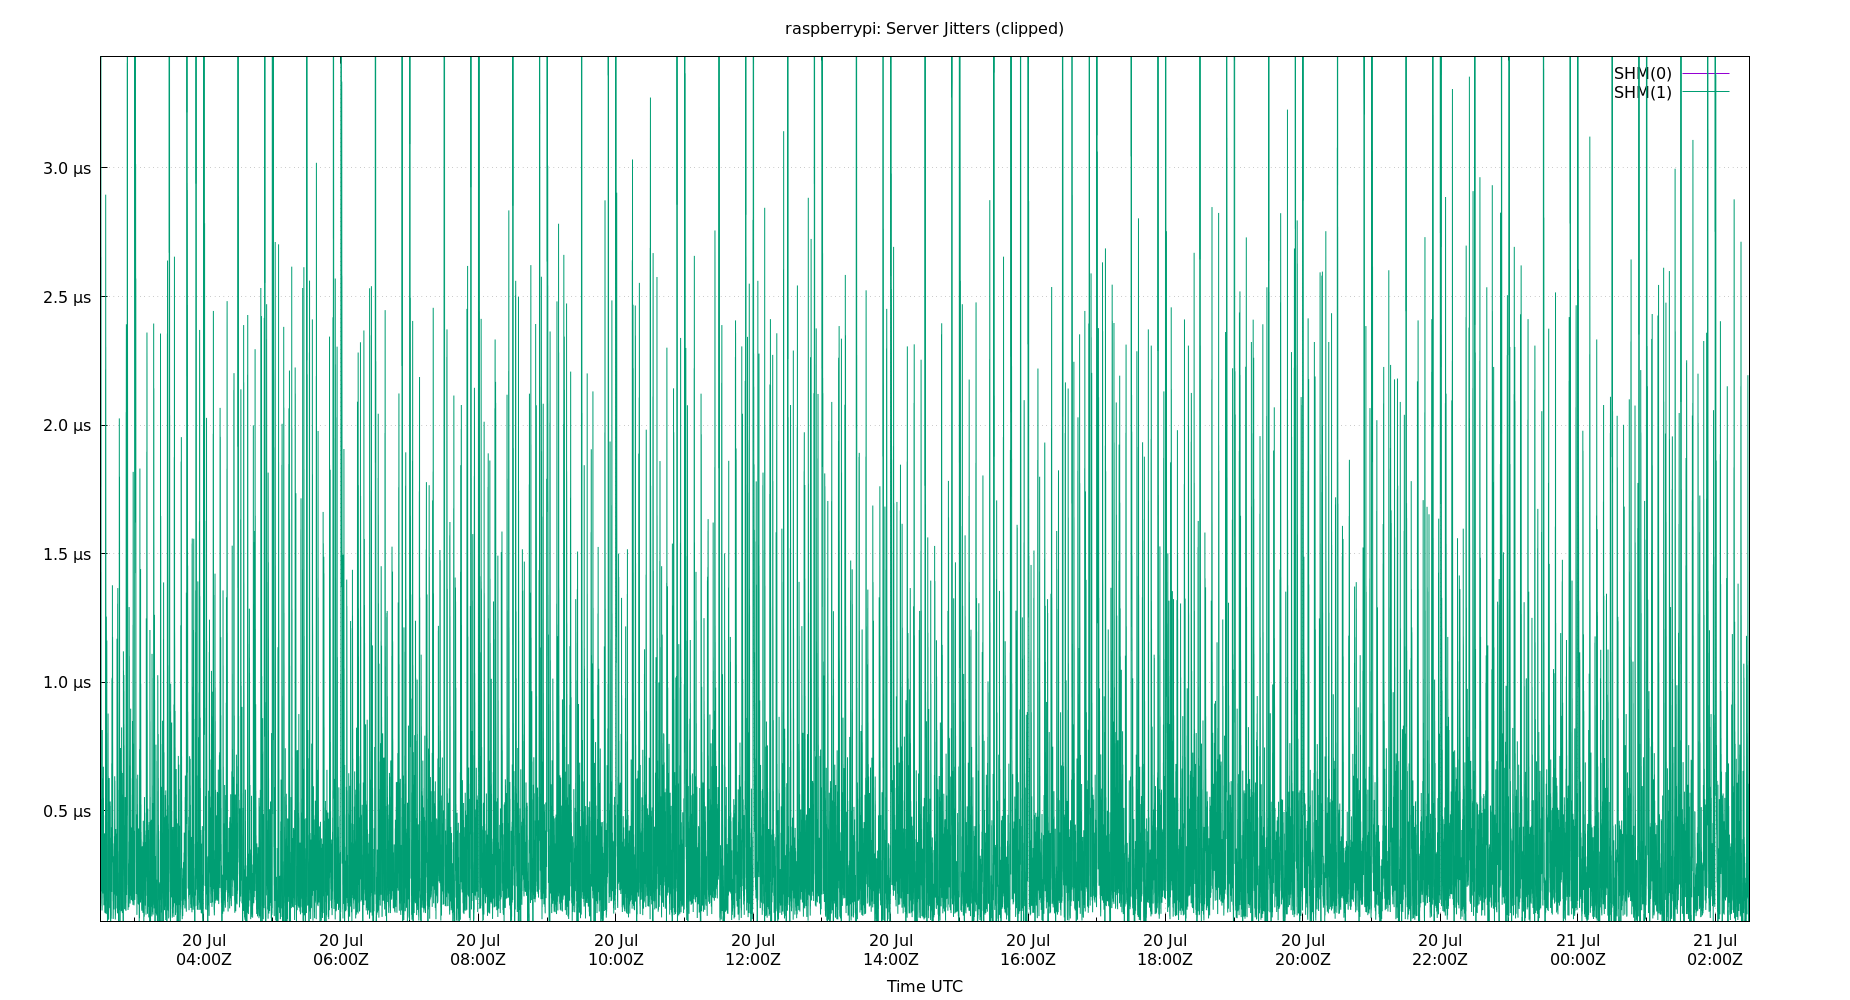 raspberrypi: Server Jitters (clipped)
SHM(0)
SHM(1)
3.0 µs
2.5 µs
2.0 µs
1.5 µs
1.0 µs
0.5 µs
20 Jul 20 Jul 20 Jul 20 Jul 20 Jul 20 Jul 20 Jul 20 Jul 20 Jul 20 Jul 21 Jul 21 Jul
04:00Z 06:00Z 08:00Z 10:00Z 12:00Z 14:00Z 16:00Z 18:00Z 20:00Z 22:00Z 00:00Z 02:00Z
Time UTC